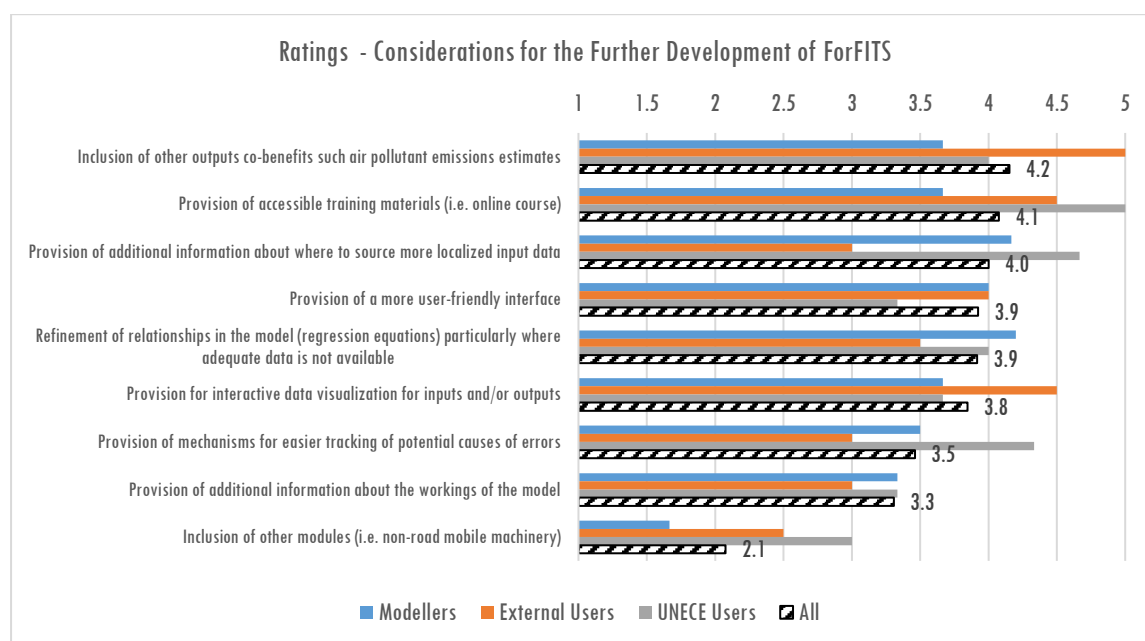 Ratings - Considerations for the Further Development of ForFITS
1 1.5 2 2.5 3 3.5 4 4.5 5
Inclusion of other outputs co-benefits such air pollutant emissions estimates
4.2
Provision of accessible training materials (i.e. online course)
4.1
Provision of additional information about where to source more localized input data
4.0
Provision of a more user-friendly interface
3.9
Refinement of relationships in the model (regression equations) particularly where
adequate data is not available
3.9
Provision for interactive data visualization for inputs and/or outputs
3.8
Provision of mechanisms for easier tracking of potential causes of errors
3.5
Provision of additional information about the workings of the model
3.3
Inclusion of other modules (i.e. non-road mobile machinery)
2.1
Modellers External Users UNECE Users All